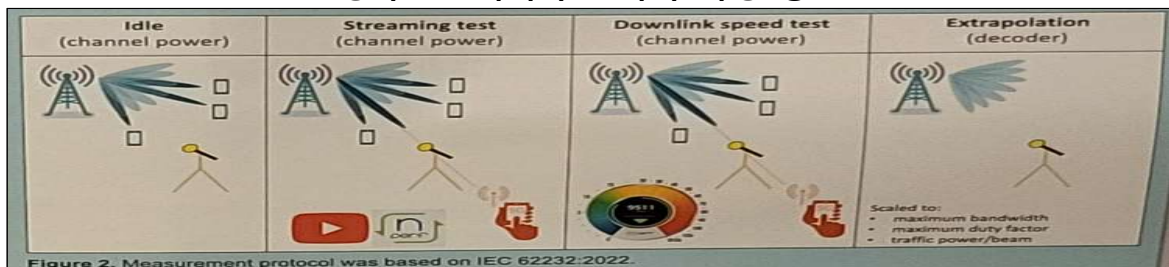 Idle
(channel power)
Streaming test
(channel power)
Downlink speed test
(channel power)
Extrapolation
(decoder)
Scaled to:
• maximum bandwidth
• maximum duty factor
• traffic power/beam
Figure 2. Measurement protocol was based on IEC 62232:2022.